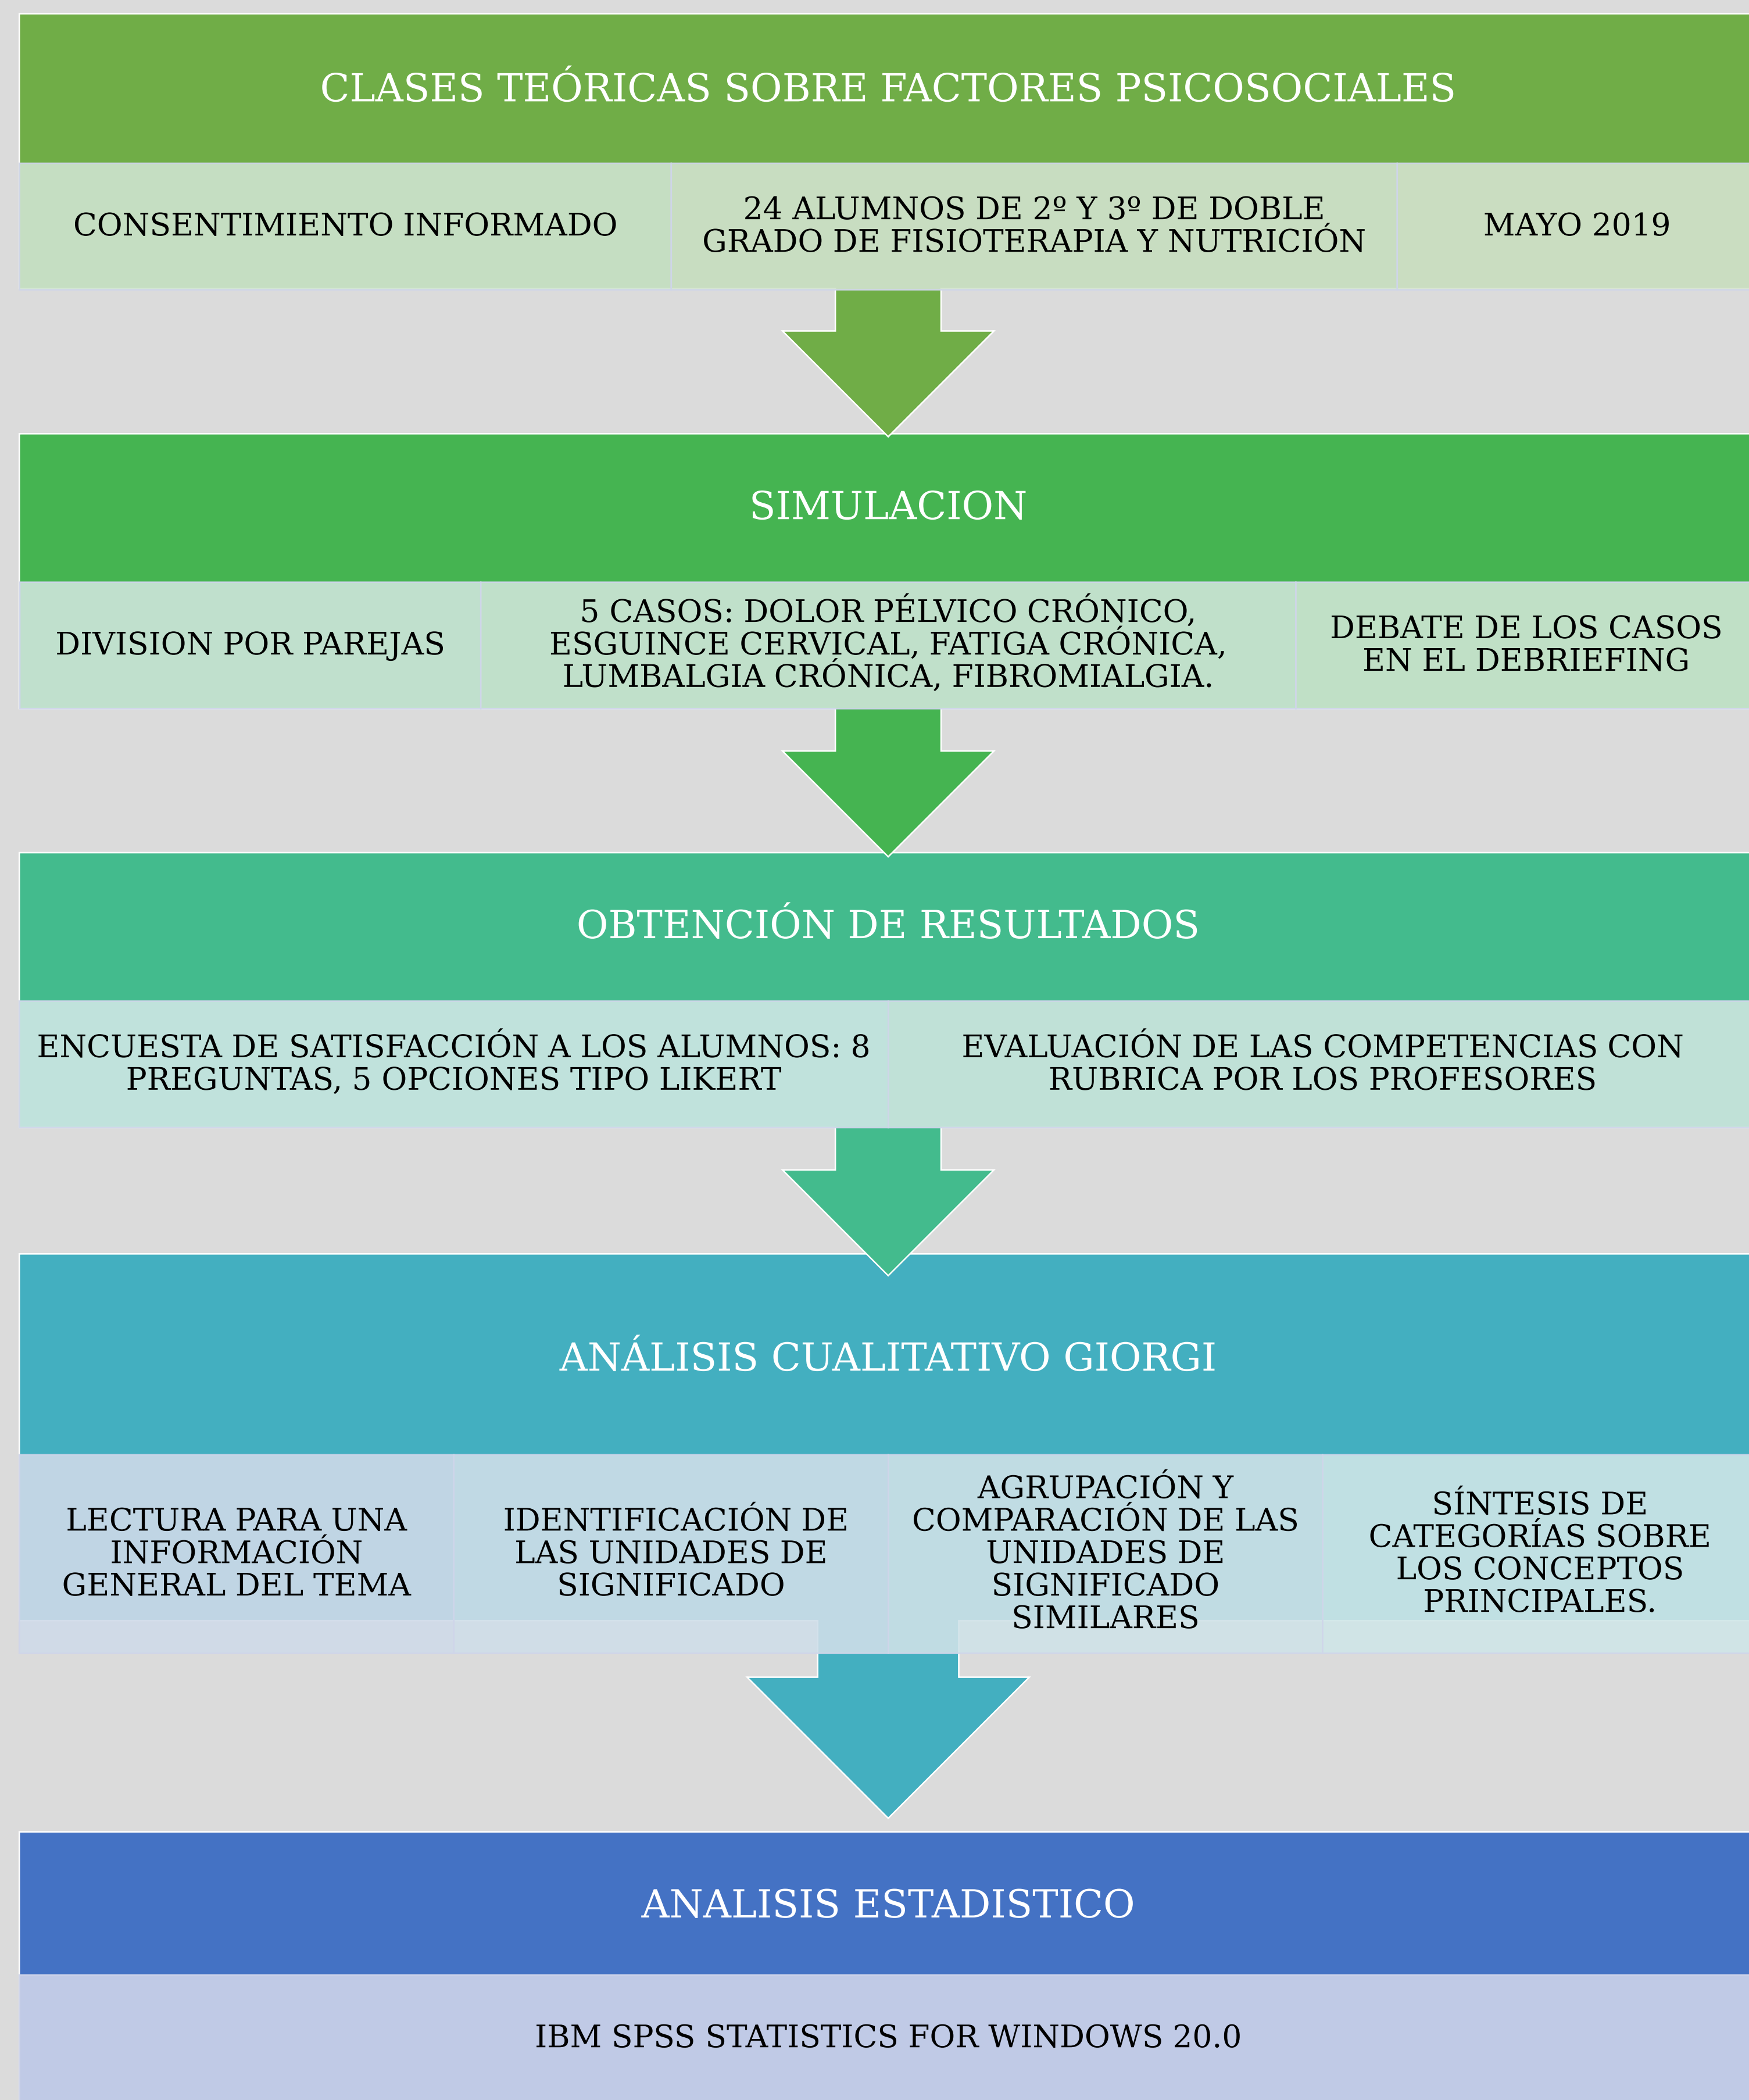 CLASES TEÓRICAS SOBRE FACTORES PSICOSOCIALES
CONSENTIMIENTO INFORMADO
24 ALUMNOS DE 2º Y 3º DE DOBLE
GRADO DE FISIOTERAPIA Y NUTRICIÓN
MAYO 2019
SIMULACION
DIVISION POR PAREJAS
5 CASOS: DOLOR PÉLVICO CRÓNICO,
ESGUINCE CERVICAL, FATIGA CRÓNICA,
LUMBALGIA CRÓNICA, FIBROMIALGIA.
DEBATE DE LOS CASOS
EN EL DEBRIEFING
OBTENCIÓN DE RESULTADOS
ENCUESTA DE SATISFACCIÓN A LOS ALUMNOS: 8
PREGUNTAS, 5 OPCIONES TIPO LIKERT
EVALUACIÓN DE LAS COMPETENCIAS CON
RUBRICA POR LOS PROFESORES
ANÁLISIS CUALITATIVO GIORGI
LECTURA PARA UNA
INFORMACIÓN
GENERAL DEL TEMA
IDENTIFICACIÓN DE
LAS UNIDADES DE
SIGNIFICADO
AGRUPACIÓN Y
COMPARACIÓN DE LAS
UNIDADES DE
SIGNIFICADO
SIMILARES
SÍNTESIS DE
CATEGORÍAS SOBRE
LOS CONCEPTOS
PRINCIPALES.
ANALISIS ESTADISTICO
IBM SPSS STATISTICS FOR WINDOWS 20.0